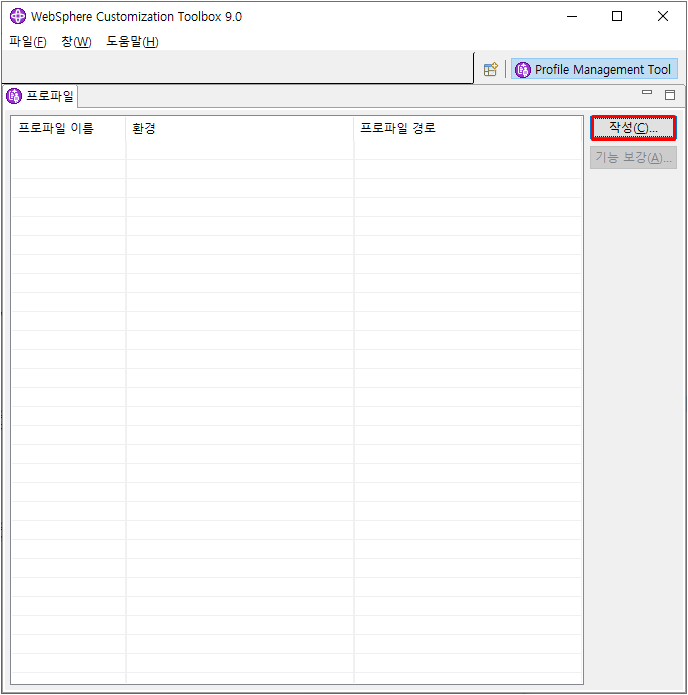 WebSphere Customization Toolbox 9.0
파일(F) 창(W) 도움말(H)
Profile Management Tool
프로파일
프로파일 이름 환경 프로파일 경로
작성(C)...
기능 보강(A)...